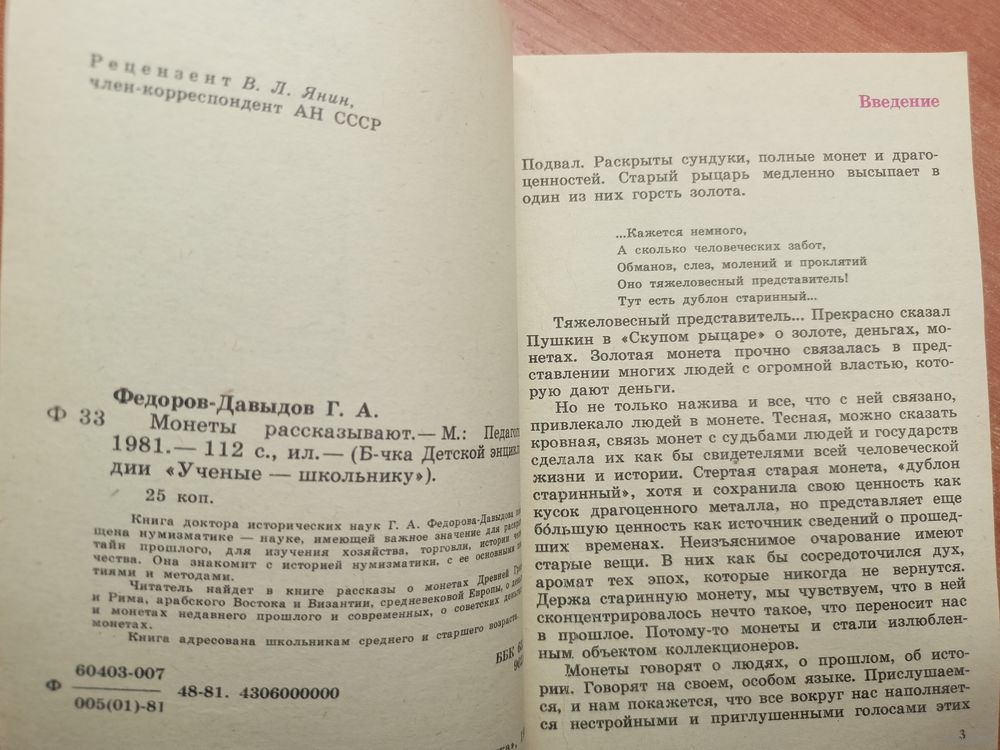 Рецензент В. Л. Янин,
член-корреспондент АН СССР
Федоров-Давыдов Г. А.
Ф 33
Монеты рассказывают.— М.: Педагог
1981.— 112 с., ил.— (Б-чка Детской энцикл
дии «Ученые — школьнику»).
25 коп.
Книга доктора исторических наук Г. А. Федорова-Давыдова
щена нумизматике — науке, имеющей важное значение для раскры
тайн прошлого, для изучения хозяйства, торговли, истории
чества. Она знакомит с историей нумизматики, с ее основными
тиями и методами.
Читатель найдет в книге рассказы о монетах Древней Гре
и Рима, арабского Востока и Византии, средневековой Европы, о
и монетах недавнего прошлого и современных, о советских
монетах.
Книга адресована школьникам среднего и старшего возраста.
ББК
Ф 60403-007
005(01)-81 48-81. 4306000000
Введение
Подвал. Раскрыты сундуки, полные монет и драго-
ценностей. Старый рыцарь медленно высыпает в
один из них горсть золота.
...Кажется немного,
А сколько человеческих забот,
Обманов, слез, молений и проклятий
Оно тяжеловесный представитель!
Тут есть дублон старинный...
Тяжеловесный представитель... Прекрасно сказал
Пушкин в «Скупом рыцаре» о золоте, деньгах, мо-
нетах. Золотая монета прочно связалась в пред-
ставлении многих людей с огромной властью, кото-
рую дают деньги.
Но не только нажива и все, что с ней связано,
привлекало людей в монете. Тесная, можно сказать
кровная, связь монет с судьбами людей и государств
сделала их как бы свидетелями всей человеческой
жизни и истории. Стертая старая монета, «дублон
старинный», хотя и сохранила свою ценность как
кусок драгоценного металла, но представляет еще
бо́льшую ценность как источник сведений о прошед-
ших временах. Неизъяснимое очарование имеют
старые вещи. В них как бы сосредоточился дух,
аромат тех эпох, которые никогда не вернутся.
Держа старинную монету, мы чувствуем, что в ней
сконцентрировалось нечто такое, что переносит нас
в прошлое. Потому-то монеты и стали излюблен-
ным объектом коллекционеров.
Монеты говорят о людях, о прошлом, об исто-
рии. Говорят на своем, особом языке. Прислушаем-
ся, и нам покажется, что все вокруг нас наполняет-
ся нестройными и приглушенными голосами этих
3